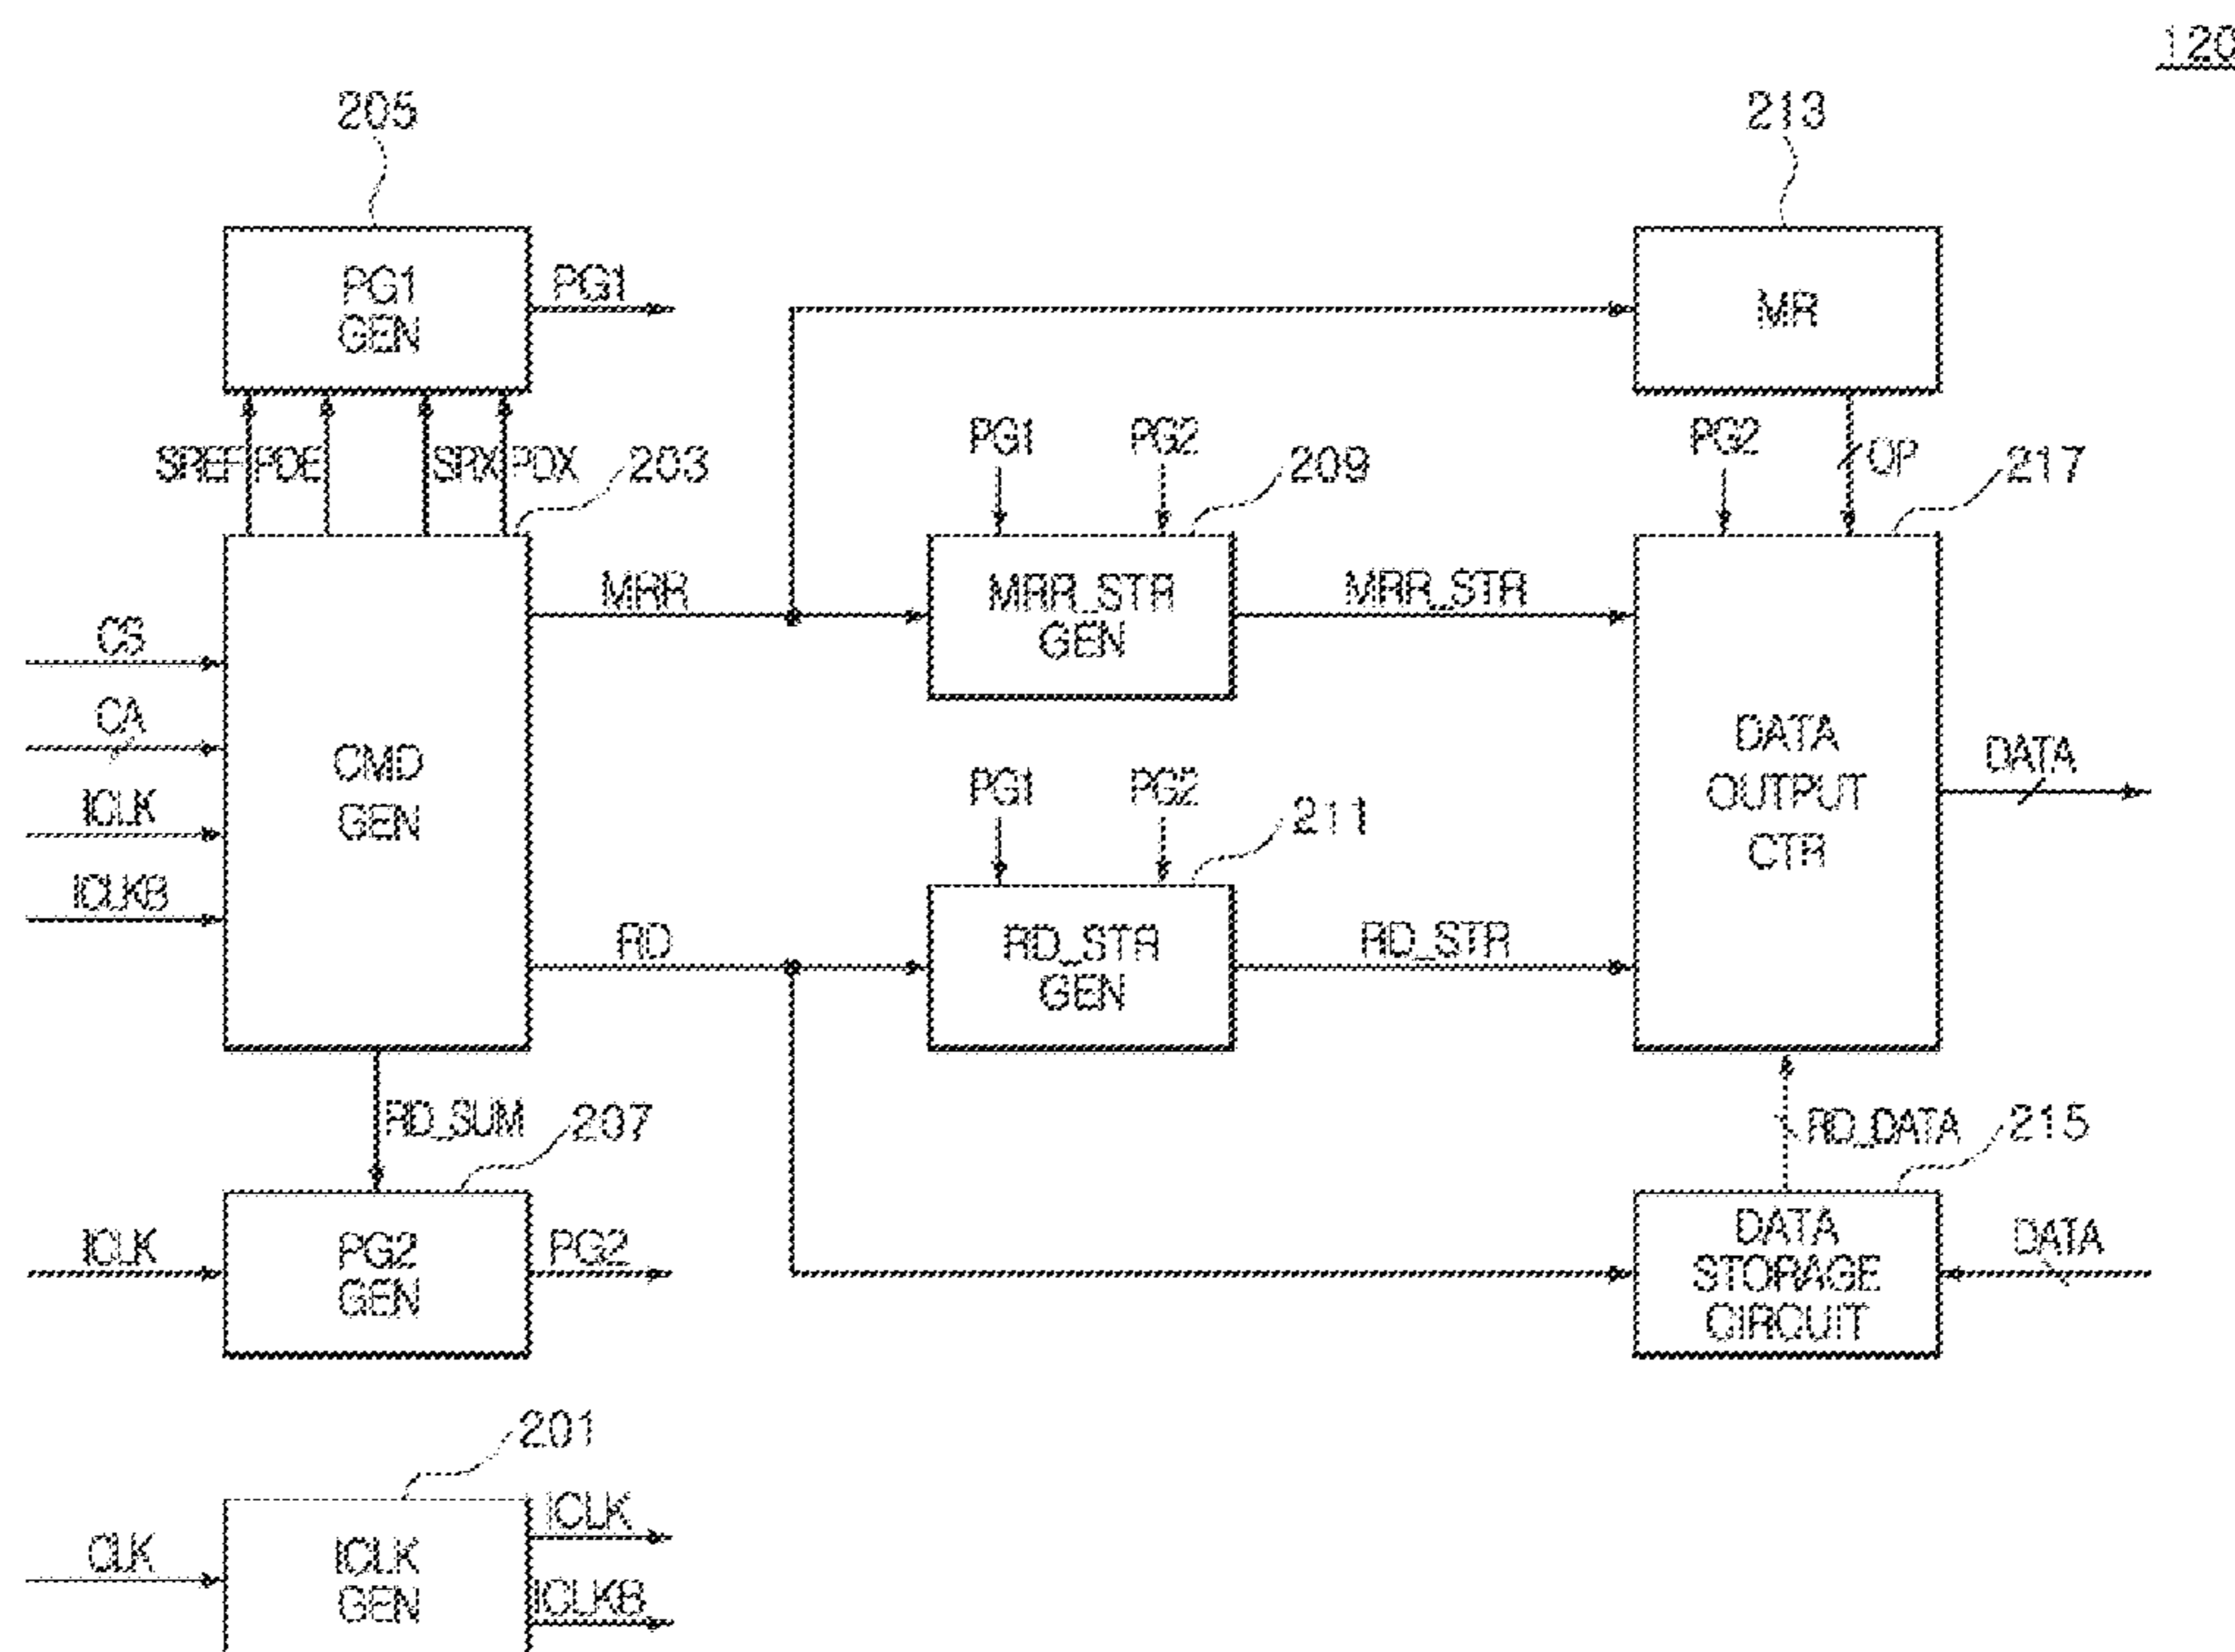 120
205
213
PG1
GEN
PG1
MR
SREF
PDE
SRX
PDX
203
PG1
PG2
209
PG2
OP
217
MRR
MRR_STR
GEN
MRR_STR
CS
CA
ICLK
ICLKB
CMD
GEN
DATA
OUTPUT
CTR
DATA
PG1
PG2
211
RD
RD_STR
GEN
RD_STR
RD_SUM
207
RD_DATA
215
ICLK
PG2
GEN
PG2
DATA
STORAGE
CIRCUIT
DATA
201
CLK
ICLK
GEN
ICLK
ICLKB